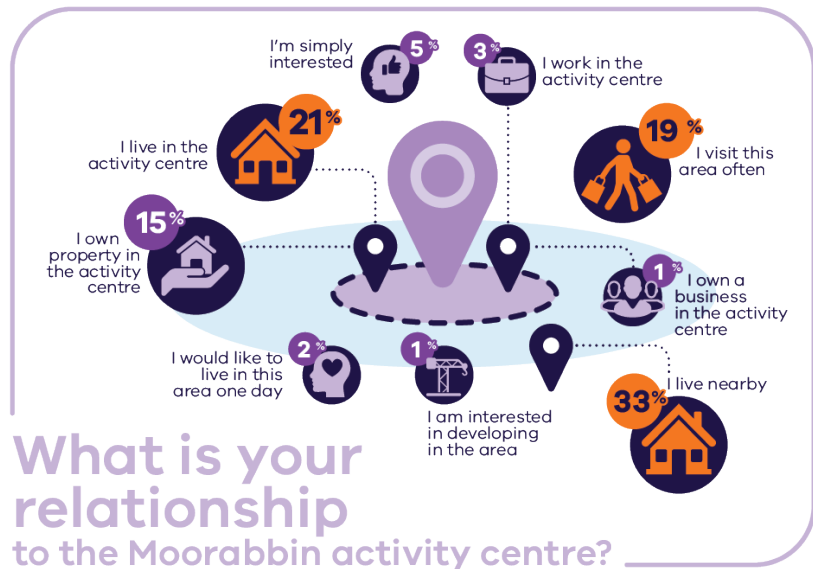 I'm simply
interested
5%
3%
I work in the
activity centre
I live in the
activity centre
21%
19%
I visit this
area often
I own
property in
the activity
centre
15%
1%
I own a
business
in the activity
centre
I would like to
live in this
area one day
2%
1%
I am interested
in developing
in the area
33%
I live nearby
What is your
relationship
to the Moorabbin activity centre?